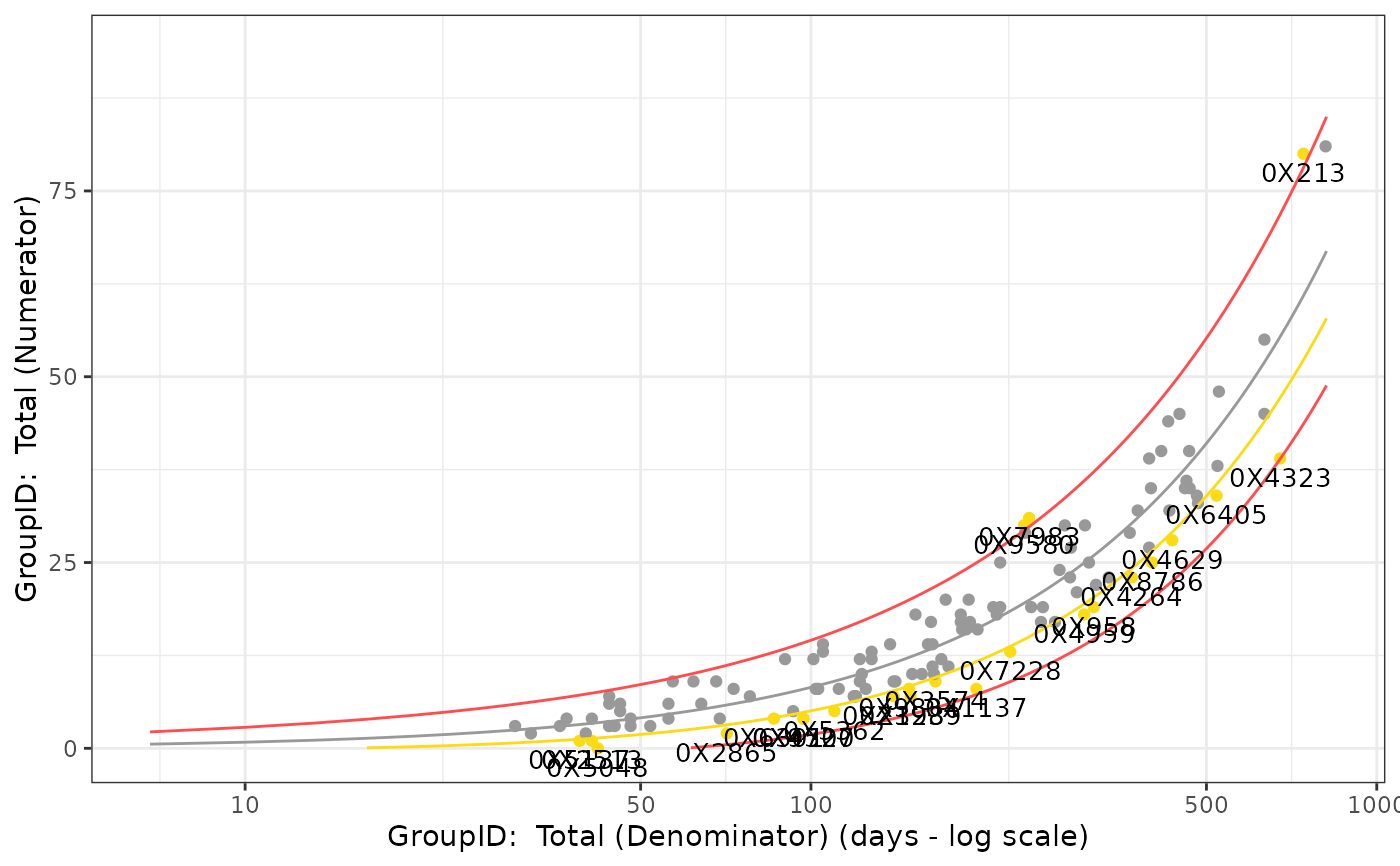 GroupID:  Total (Numerator)
75
50
25
0
0X213
0X4323
0X6405
0X7983
0X9580
0X4629
0X8786
0X4264
0X958
0X4959
0X7228
0X3574
0X1137
0X2865
0X5048
10
50
100
500
1000
GroupID:  Total (Denominator) (days - log scale)